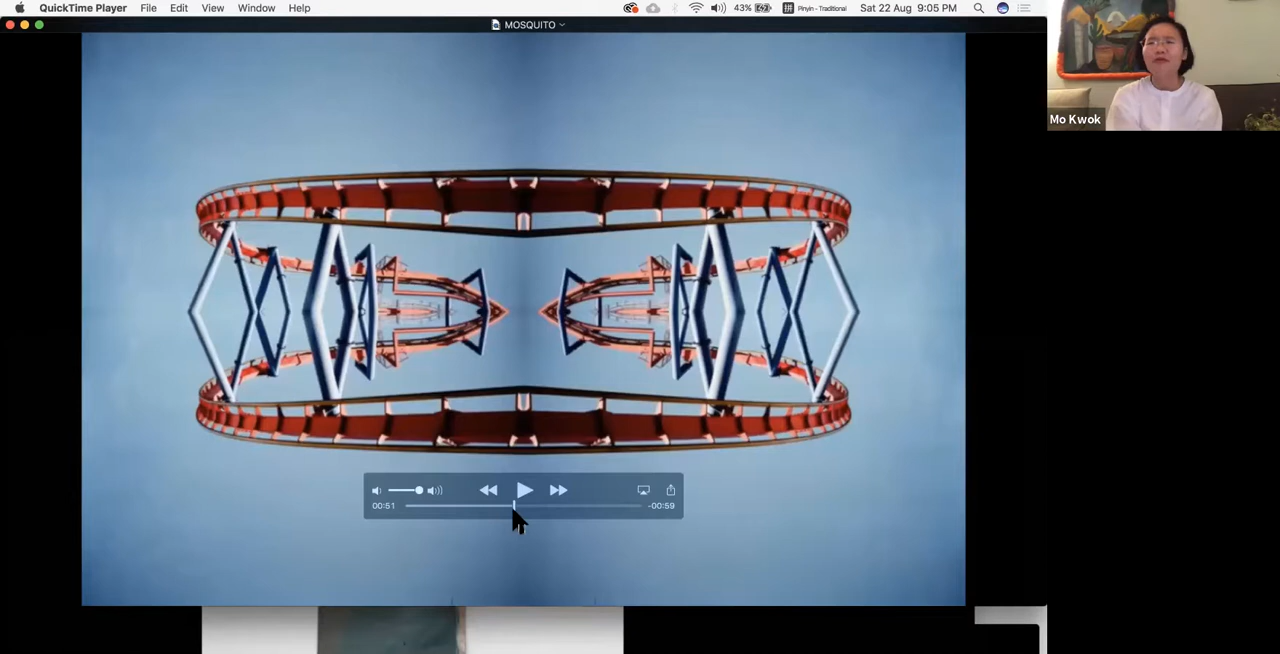 QuickTime Player File Edit View Window Help 43% Pinyin - Traditional Sat 22 Aug 9:05 PM
MOSQUITO
Mo Kwok
00:51 -00:59